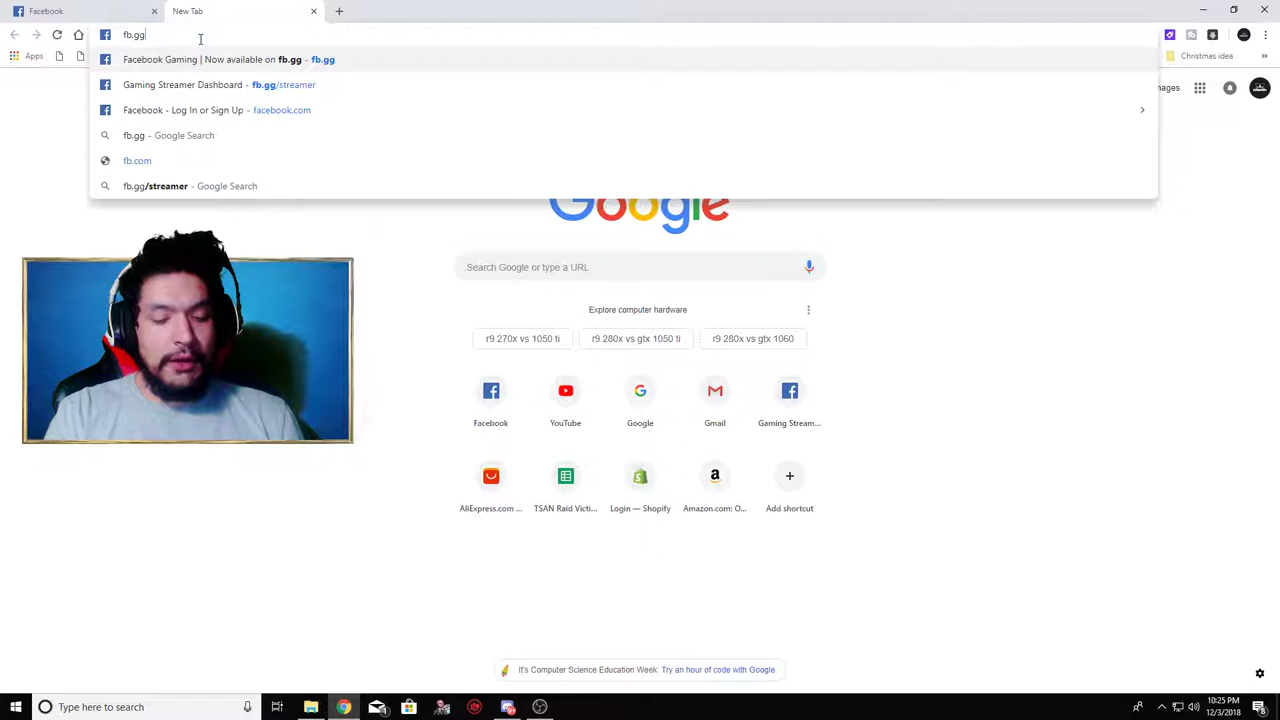 Facebook
New Tab
fb.gg
Apps
Christmas idea
Facebook Gaming | Now available on fb.gg - fb.gg
Gaming Streamer Dashboard - fb.gg/streamer
Facebook - Log In or Sign Up - facebook.com
fb.gg - Google Search
fb.com
fb.gg/streamer - Google Search
Google
Search Google or type a URL
Explore computer hardware
r9 270x vs 1050 ti
r9 280x vs gtx 1050 ti
r9 280x vs gtx 1060
Facebook
YouTube
Google
Gmail
Gaming Stream...
AliExpress.com ...
TSAN Raid Victi...
Login — Shopify
Amazon.com: O...
Add shortcut
It's Computer Science Education Week: Try an hour of code with Google
Type here to search
10:25 PM
12/3/2018